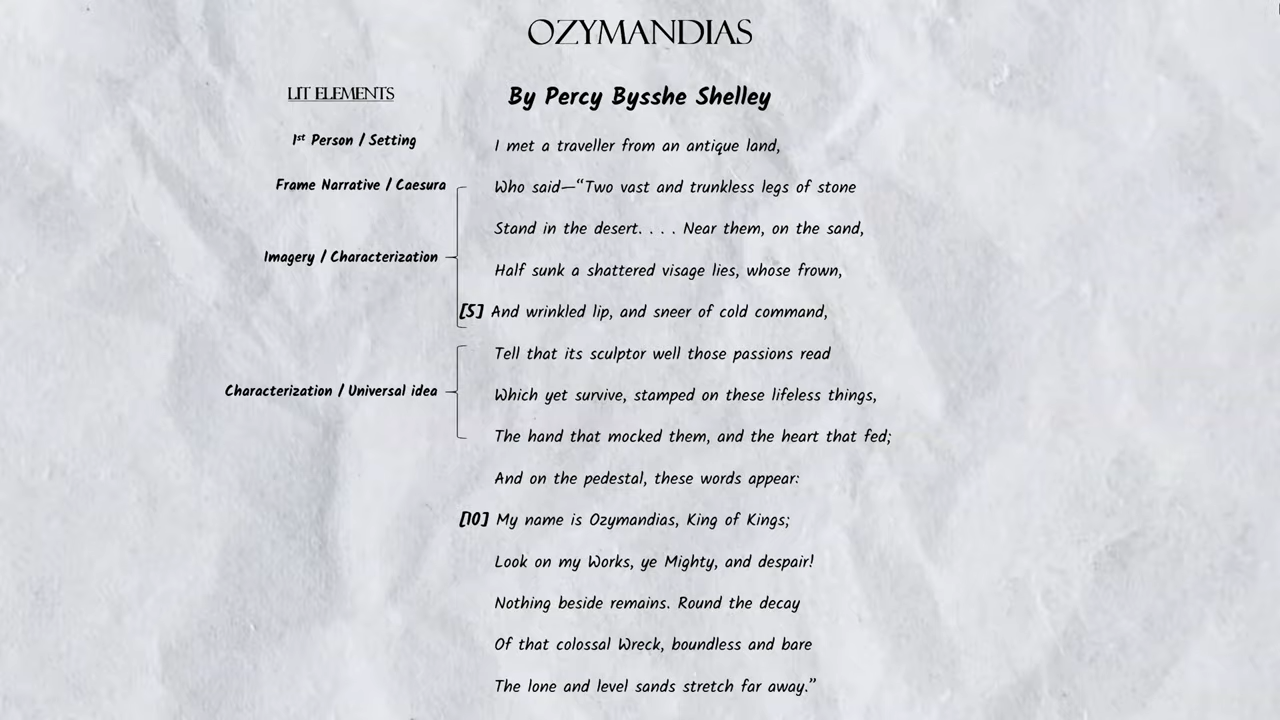 OZYMANDIAS
LIT ELEMENTS
By Percy Bysshe Shelley
1st Person / Setting
I met a traveller from an antique land,
Frame Narrative / Caesura
Who said—“Two vast and trunkless legs of stone
Stand in the desert. . . . Near them, on the sand,
Imagery / Characterization
Half sunk a shattered visage lies, whose frown,
[5] And wrinkled lip, and sneer of cold command,
Tell that its sculptor well those passions read
Characterization / Universal idea
Which yet survive, stamped on these lifeless things,
The hand that mocked them, and the heart that fed;
And on the pedestal, these words appear:
[10] My name is Ozymandias, King of Kings;
Look on my Works, ye Mighty, and despair!
Nothing beside remains. Round the decay
Of that colossal Wreck, boundless and bare
The lone and level sands stretch far away.”